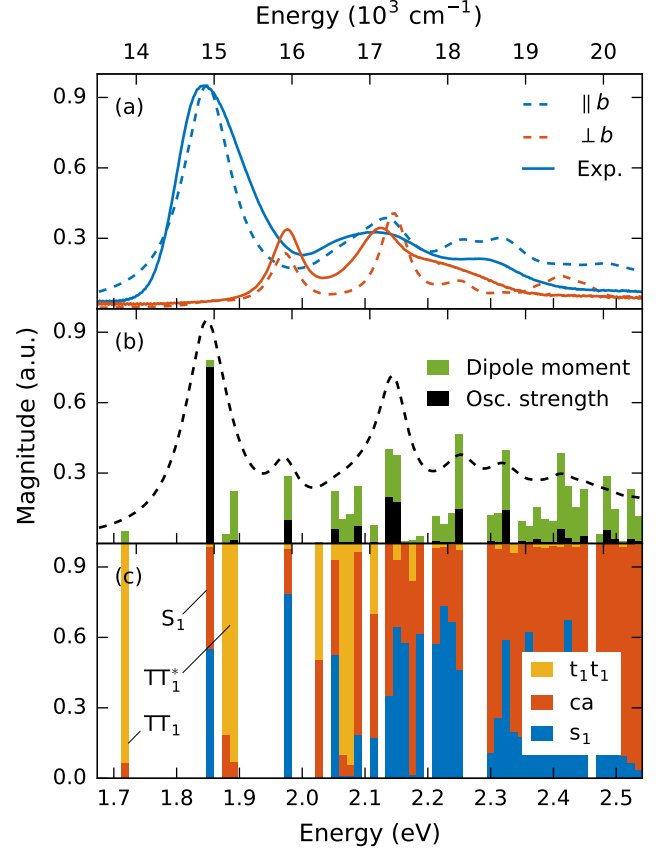 Energy (10³ cm⁻¹)
14 15 16 17 18 19 20
0.9
0.6
0.3
(a)
∥ b
⊥ b
Exp.
Magnitude (a.u.)
0.9
0.6
0.3
(b)
Dipole moment
Osc. strength
0.9
0.6
0.3
0.0
(c)
S₁
TT₁*
TT₁
t₁t₁
ca
s₁
1.7 1.8 1.9 2.0 2.1 2.2 2.3 2.4 2.5
Energy (eV)